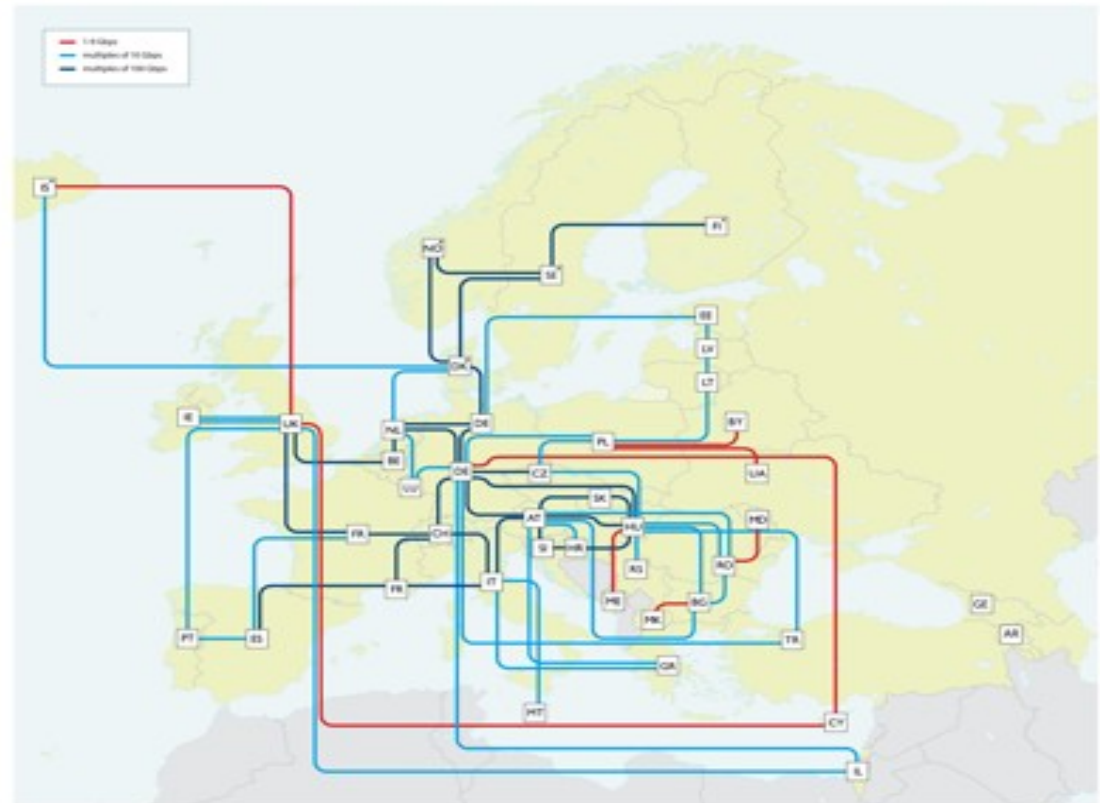 1-9 Gbps
multiples of 10 Gbps
multiples of 100 Gbps
IS
FI
NO
SE
EE
LV
DK
LT
IE
UK
NL
DE
BY
PL
BE
DE
CZ
UA
LU
SK
AT
HU
MD
FR
CH
SI
HR
RO
RS
IT
FR
ME
BG
GE
MK
AR
PT
ES
TR
GR
MT
CY
IL